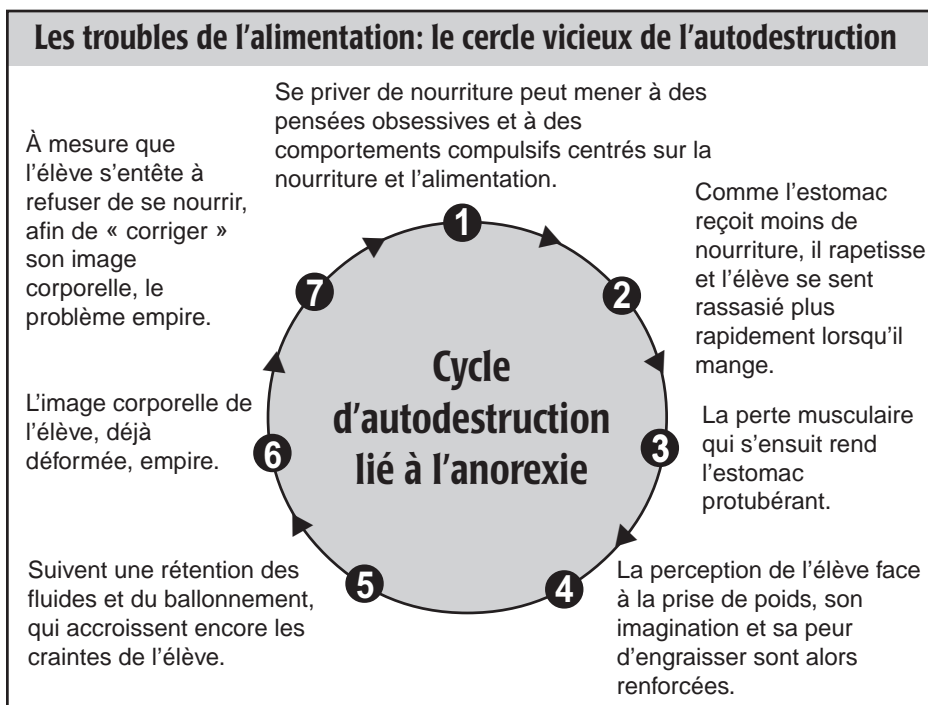 Les troubles de l'alimentation: le cercle vicieux de l'autodestruction
Se priver de nourriture peut mener à des
pensées obsessives et à des
comportements compulsifs centrés sur la
nourriture et l'alimentation.
1
Comme l'estomac
reçoit moins de
nourriture, il rapetisse
et l'élève se sent
rassasié plus
rapidement lorsqu'il
mange.
2
La perte musculaire
qui s'ensuit rend
l'estomac
protubérant.
3
La perception de l'élève face
à la prise de poids, son
imagination et sa peur
d'engraisser sont alors
renforcées.
4
Suivent une rétention des
fluides et du ballonnement,
qui accroissent encore les
craintes de l'élève.
5
L'image corporelle de
l'élève, déjà
déformée, empire.
6
À mesure que
l'élève s'entête à
refuser de se nourrir,
afin de « corriger »
son image
corporelle, le
problème empire.
7
Cycle
d'autodestruction
lié à l'anorexie